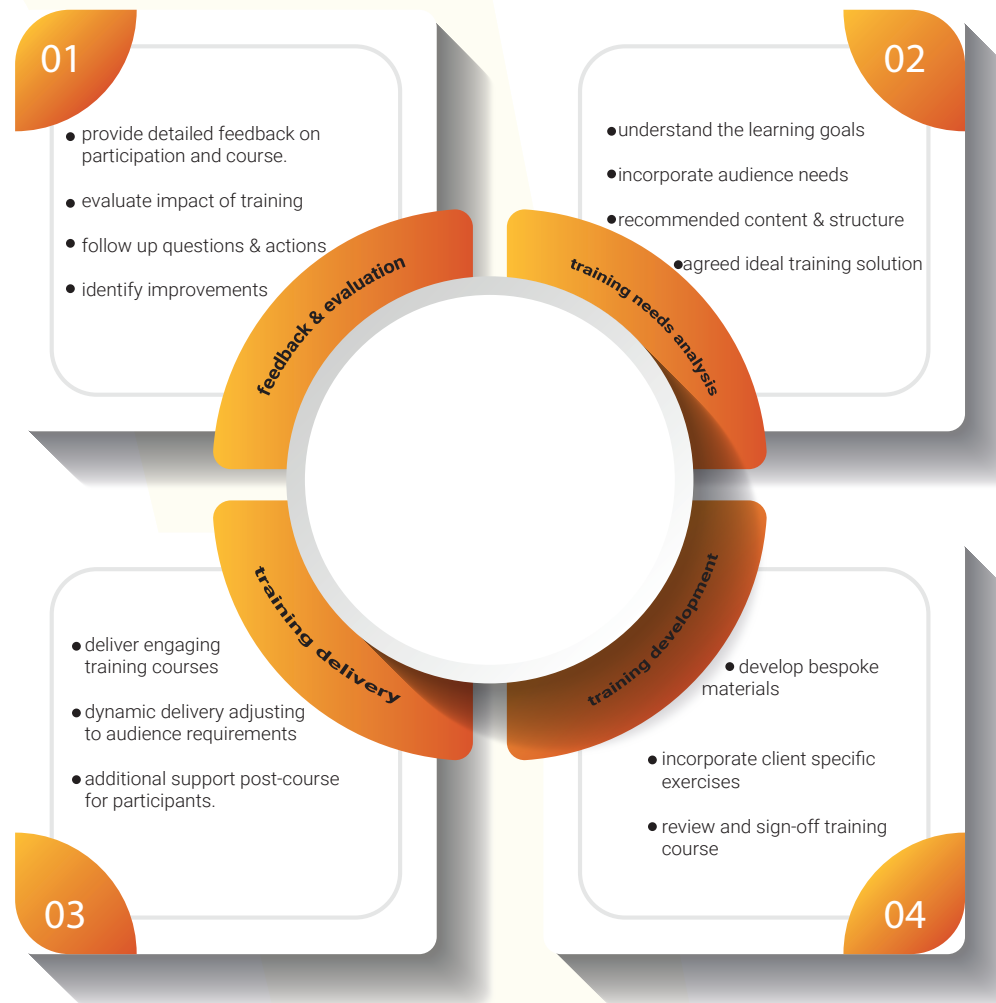 01
● provide detailed feedback on
participation and course.
● evaluate impact of training
● follow up questions & actions
● identify improvements
feedback & evaluation
02
●understand the learning goals
●incorporate audience needs
●recommended content & structure
●agreed ideal training solution
training needs analysis
training delivery
● deliver engaging
training courses
● dynamic delivery adjusting
to audience requirements
● additional support post-course
for participants.
03
training development
● develop bespoke
materials
● incorporate client specific
exercises
● review and sign-off training
course
04